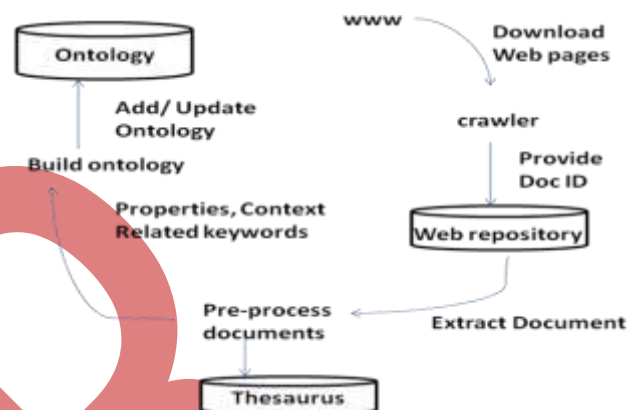 www
Download
Web pages
Ontology
Add/ Update
Ontology
crawler
Build ontology
Provide
Doc ID
Properties, Context
Related keywords
Web repository
Pre-process
documents
Extract Document
Thesaurus